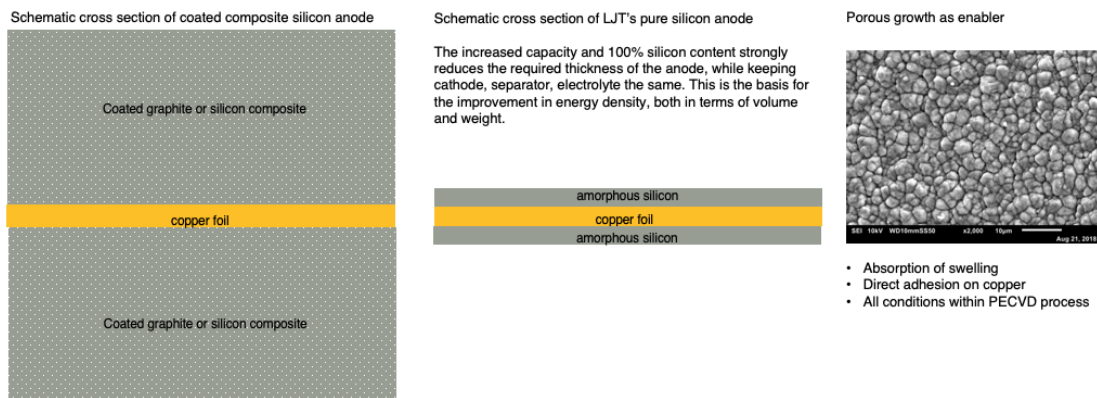 Schematic cross section of coated composite silicon anode
Coated graphite or silicon composite
copper foil
Coated graphite or silicon composite
Schematic cross section of LJT's pure silicon anode
The increased capacity and 100% silicon content strongly
reduces the required thickness of the anode, while keeping
cathode, separator, electrolyte the same. This is the basis for
the improvement in energy density, both in terms of volume
and weight.
amorphous silicon
copper foil
amorphous silicon
Porous growth as enabler
SEI 10kV WD10mmSS50 x2,000 10µm
Aug 21, 2018
• Absorption of swelling
• Direct adhesion on copper
• All conditions within PECVD process